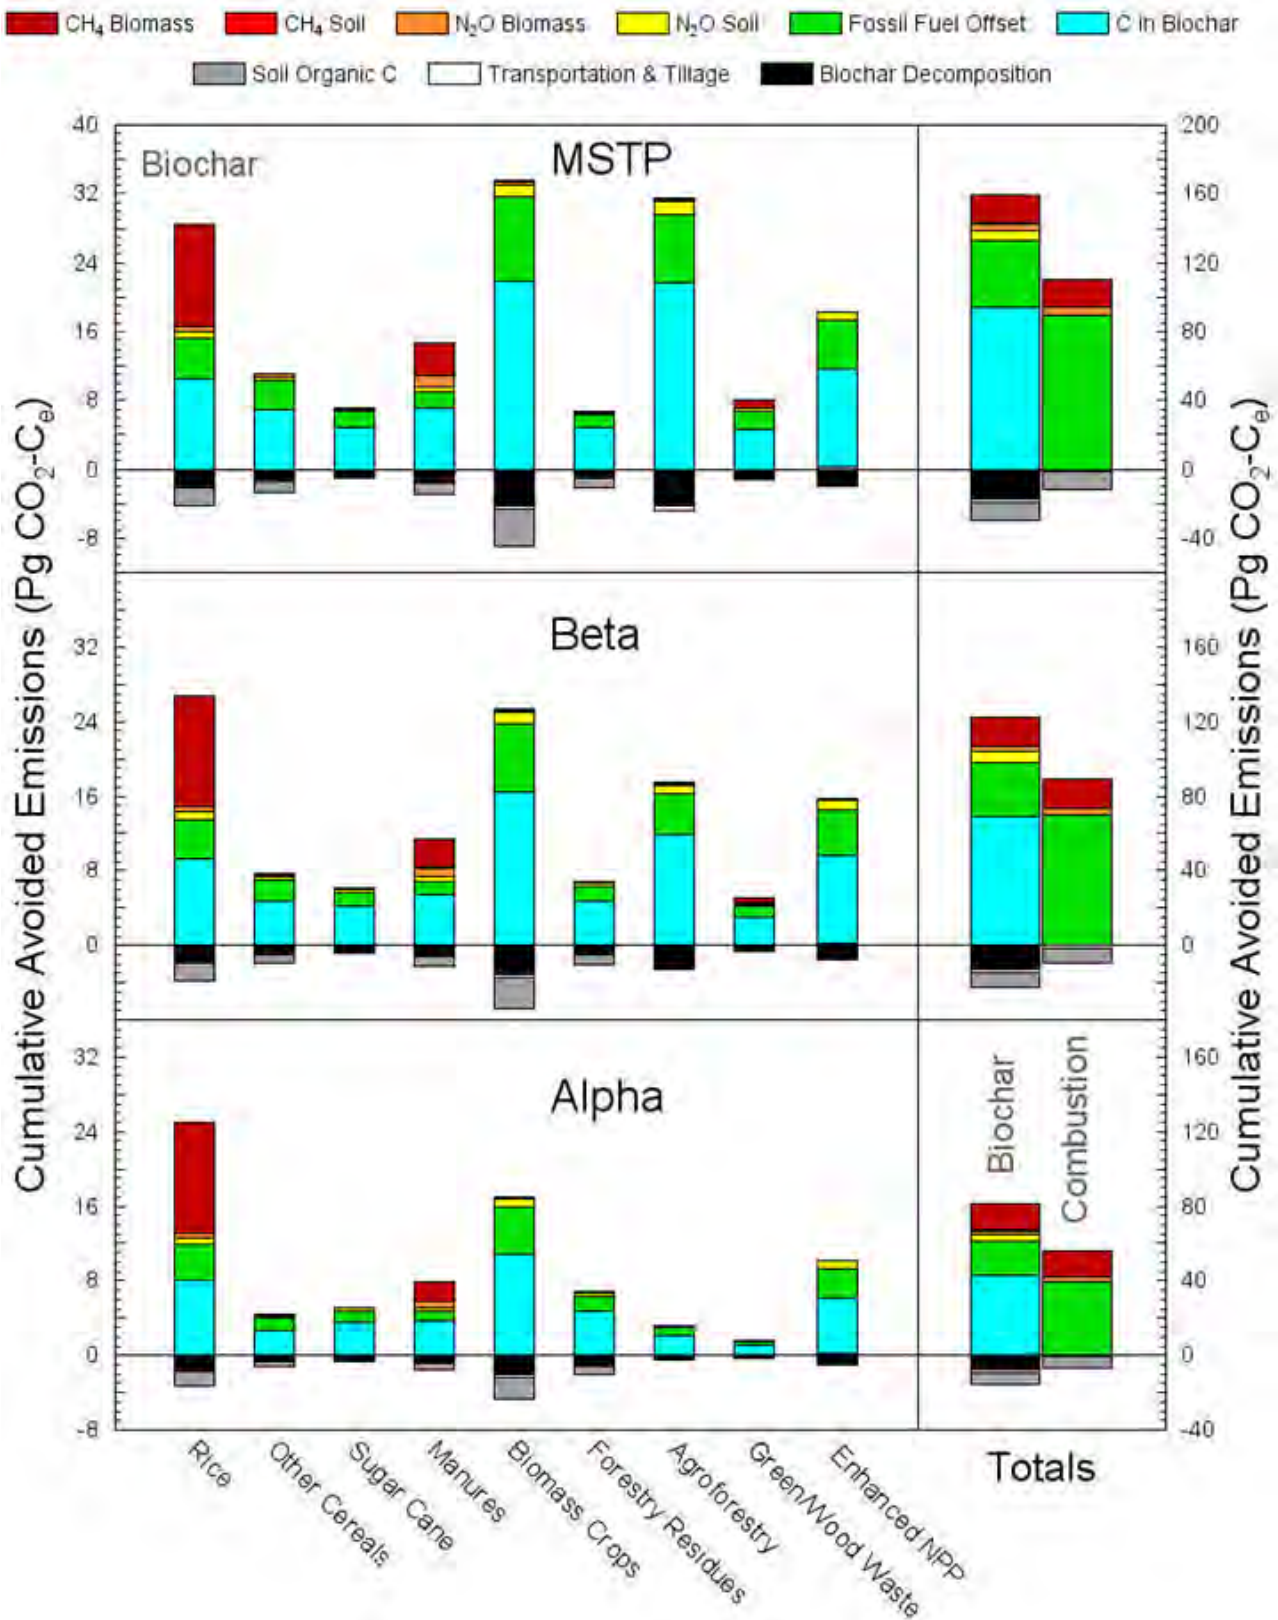 CH₄ Biomass CH₄ Soil N₂O Biomass N₂O Soil Fossil Fuel Offset C in Biochar
Soil Organic C Transportation & Tillage Biochar Decomposition
Cumulative Avoided Emissions (Pg CO₂-Cₑ)
Biochar MSTP
40 200
32 160
24 120
16 80
8 40
0 0
-8 -40
Beta
32 160
24 120
16 80
8 40
0 0
Alpha
Biochar
Combustion
32 160
24 120
16 80
8 40
0 0
-8 -40
Rice
Other Cereals
Sugar Cane
Manures
Biomass Crops
Forestry Residues
Agroforestry
Green/Wood Waste
Enhanced NPP
Totals
Cumulative Avoided Emissions (Pg CO₂-Cₑ)